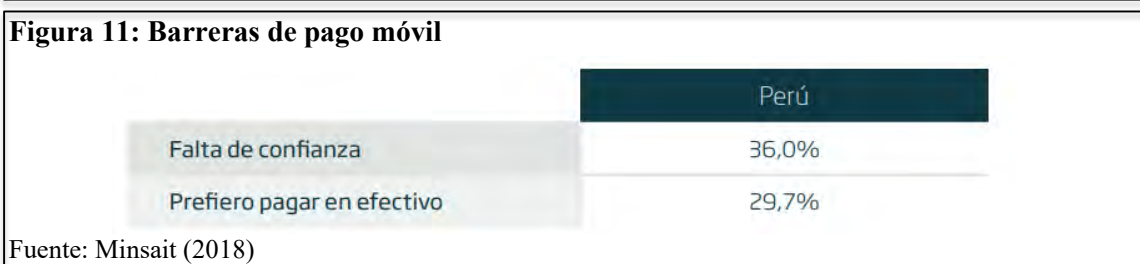 Figura 11: Barreras de pago móvil
Perú
Falta de confianza 36,0%
Prefiero pagar en efectivo 29,7%
Fuente: Minsait (2018)